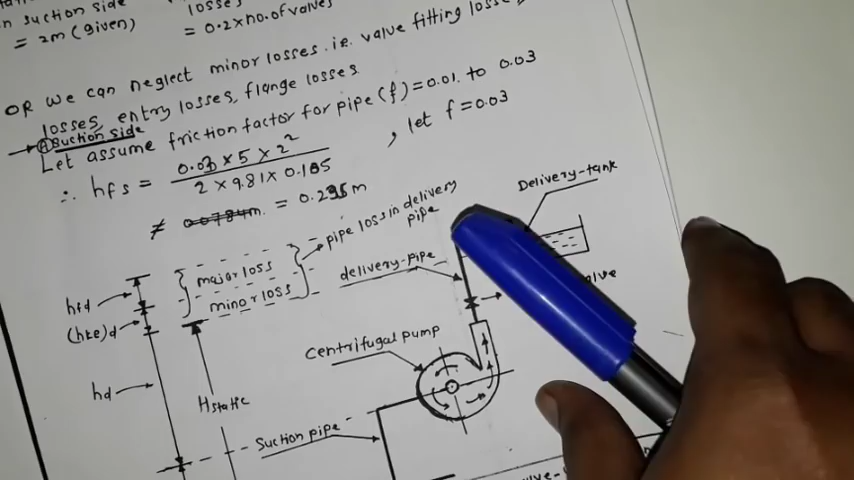 n suction side
= 2m (given)
losses
= 0.2 x no. of valves
OR we can neglect minor losses. i.e. value fitting losses,
losses, entry losses, flange losses.
(A) Suction side
Let assume friction factor for pipe (f) = 0.01 to 0.03
, let f = 0.03
∴ hfs = 0.03 x 5 x 2²
2 x 9.81 x 0.105
≠ = 0.295m
major loss
minor loss
pipe loss in delivery
pipe
delivery-pipe
Delivery-tank
hfd
(hke)d
hd
Hstatic
Centrifugal pump
Suction pipe